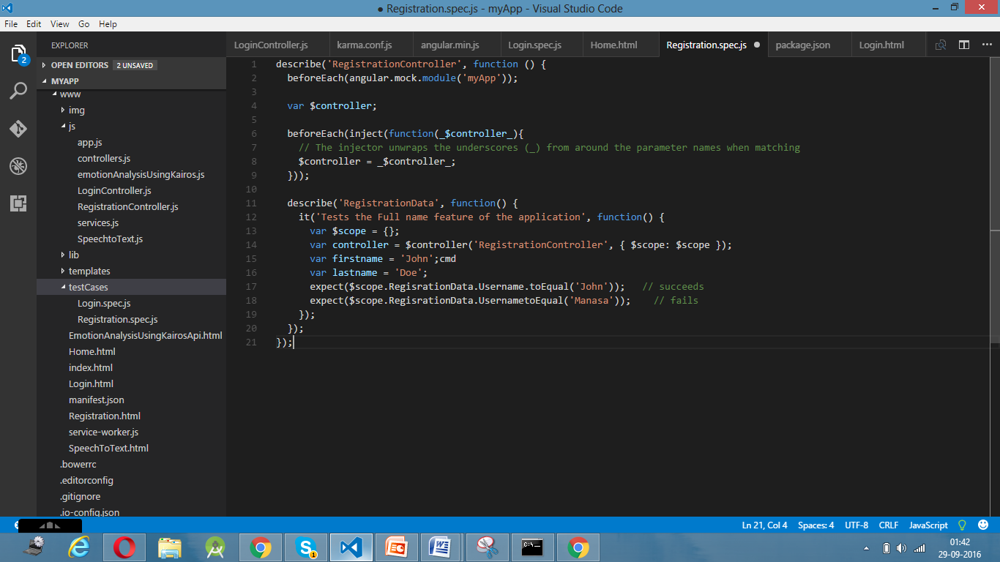 ● Registration.spec.js - myApp - Visual Studio Code
File Edit View Go Help
2
EXPLORER
OPEN EDITORS 2 UNSAVED
MYAPP
www
img
js
app.js
controllers.js
emotionAnalysisUsingKairos.js
LoginController.js
RegistrationController.js
services.js
SpeechtoText.js
lib
templates
testCases
Login.spec.js
Registration.spec.js
EmotionAnalysisUsingKairosApi.html
Home.html
index.html
Login.html
manifest.json
Registration.html
service-worker.js
SpeechToText.html
.bowerrc
.editorconfig
.gitignore
.io-config.json
LoginController.js karma.conf.js angular.min.js Login.spec.js Home.html Registration.spec.js ● package.json Login.html
1 describe('RegistrationController', function () {
2 beforeEach(angular.mock.module('myApp'));
3
4 var $controller;
5
6 beforeEach(inject(function(_$controller_){
7 // The injector unwraps the underscores (_) from around the parameter names when matching
8 $controller = _$controller_;
9 }));
10
11 describe('RegistrationData', function() {
12 it('Tests the Full name feature of the application', function() {
13 var $scope = {};
14 var controller = $controller('RegistrationController', { $scope: $scope });
15 var firstname = 'John';cmd
16 var lastname = 'Doe';
17 expect($scope.RegisrationData.Username.toEqual('John')); // succeeds
18 expect($scope.RegisrationData.UsernametoEqual('Manasa')); // fails
19 });
20 });
21 });
Ln 21, Col 4 Spaces: 4 UTF-8 CRLF JavaScript
1
01:42
29-09-2016